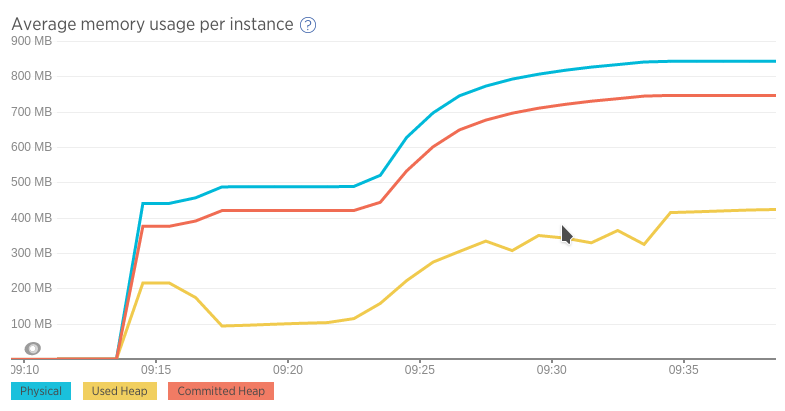 Average memory usage per instance ?
900 MB
800 MB
700 MB
600 MB
500 MB
400 MB
300 MB
200 MB
100 MB
09:10 09:15 09:20 09:25 09:30 09:35
Physical Used Heap Committed Heap